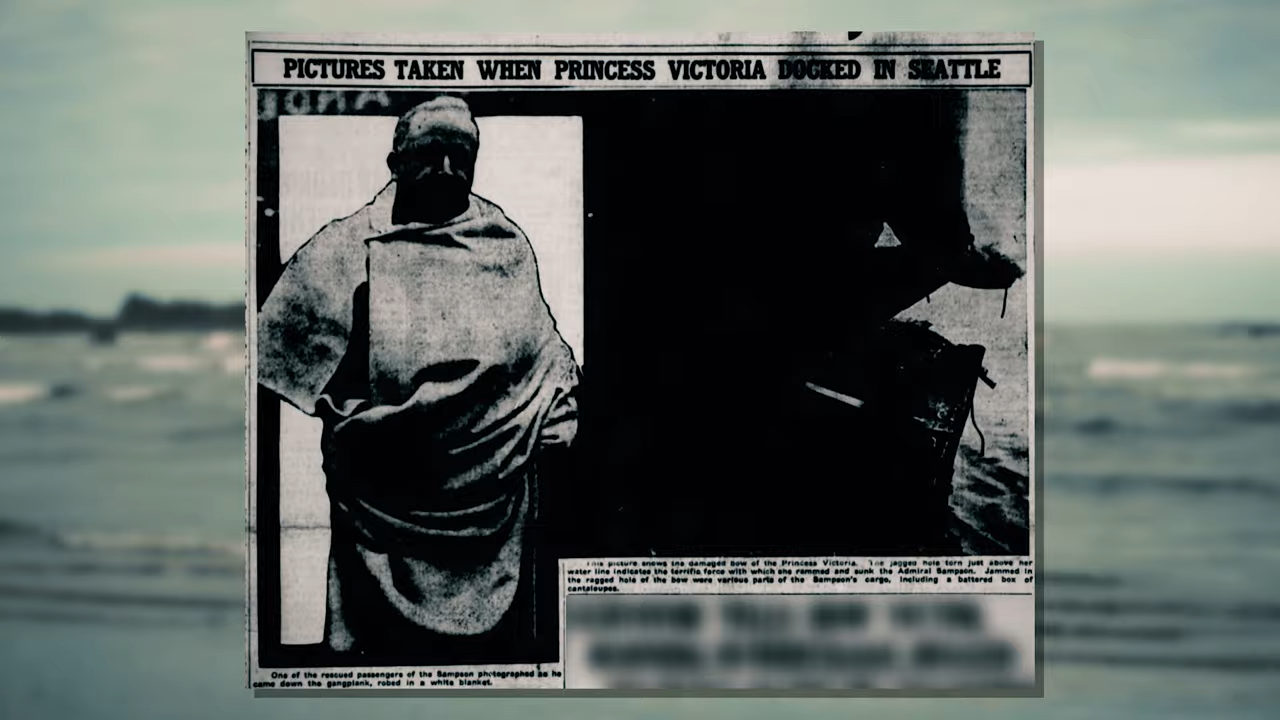 PICTURES TAKEN WHEN PRINCESS VICTORIA DOCKED IN SEATTLE
This picture shows the damaged bow of the Princess Victoria. The jagged hole torn just above her
water line indicates the terrific force with which she rammed and sunk the Admiral Sampson. Jammed in
the ragged hole of the bow were various parts of the Sampson's cargo, including a battered box of
cantaloupes.
One of the rescued passengers of the Sampson photographed as he
came down the gangplank, robed in a white blanket.